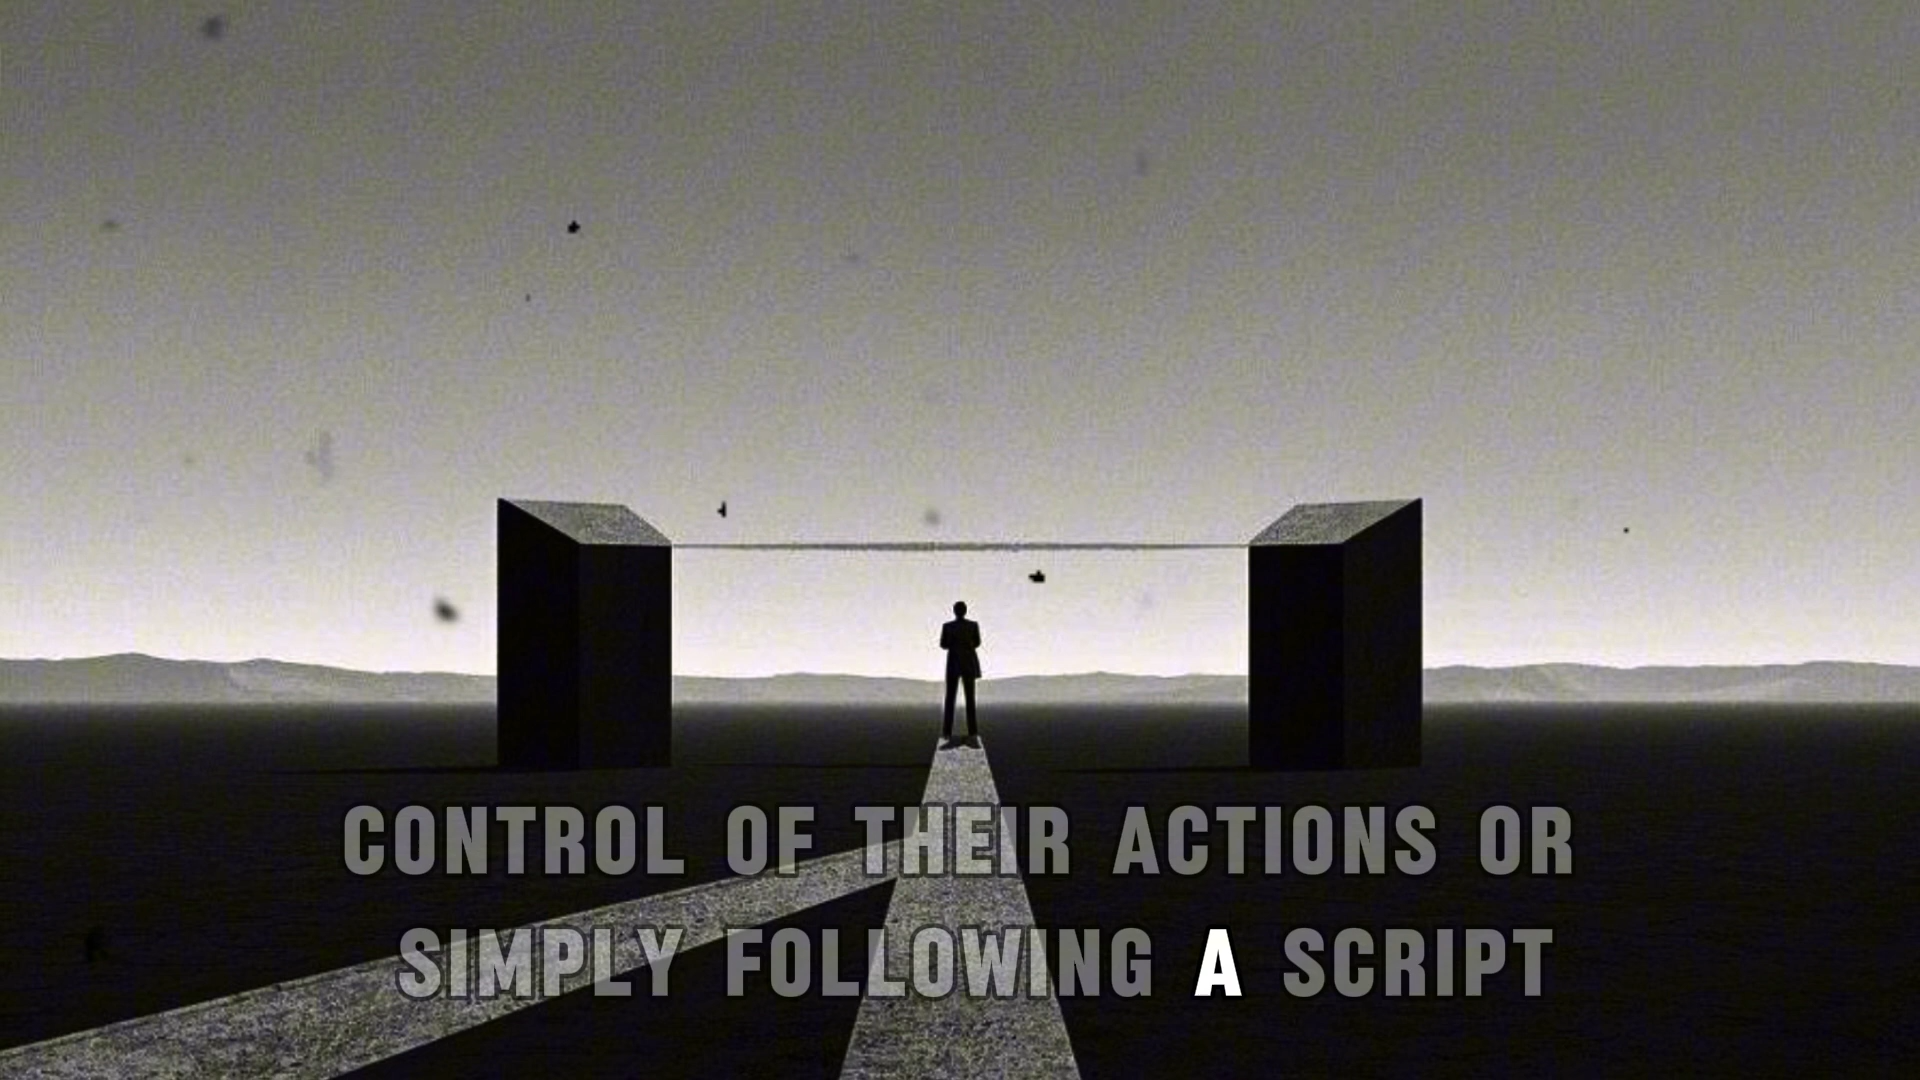 CONTROL OF THEIR ACTIONS OR
SIMPLY FOLLOWING A SCRIPT